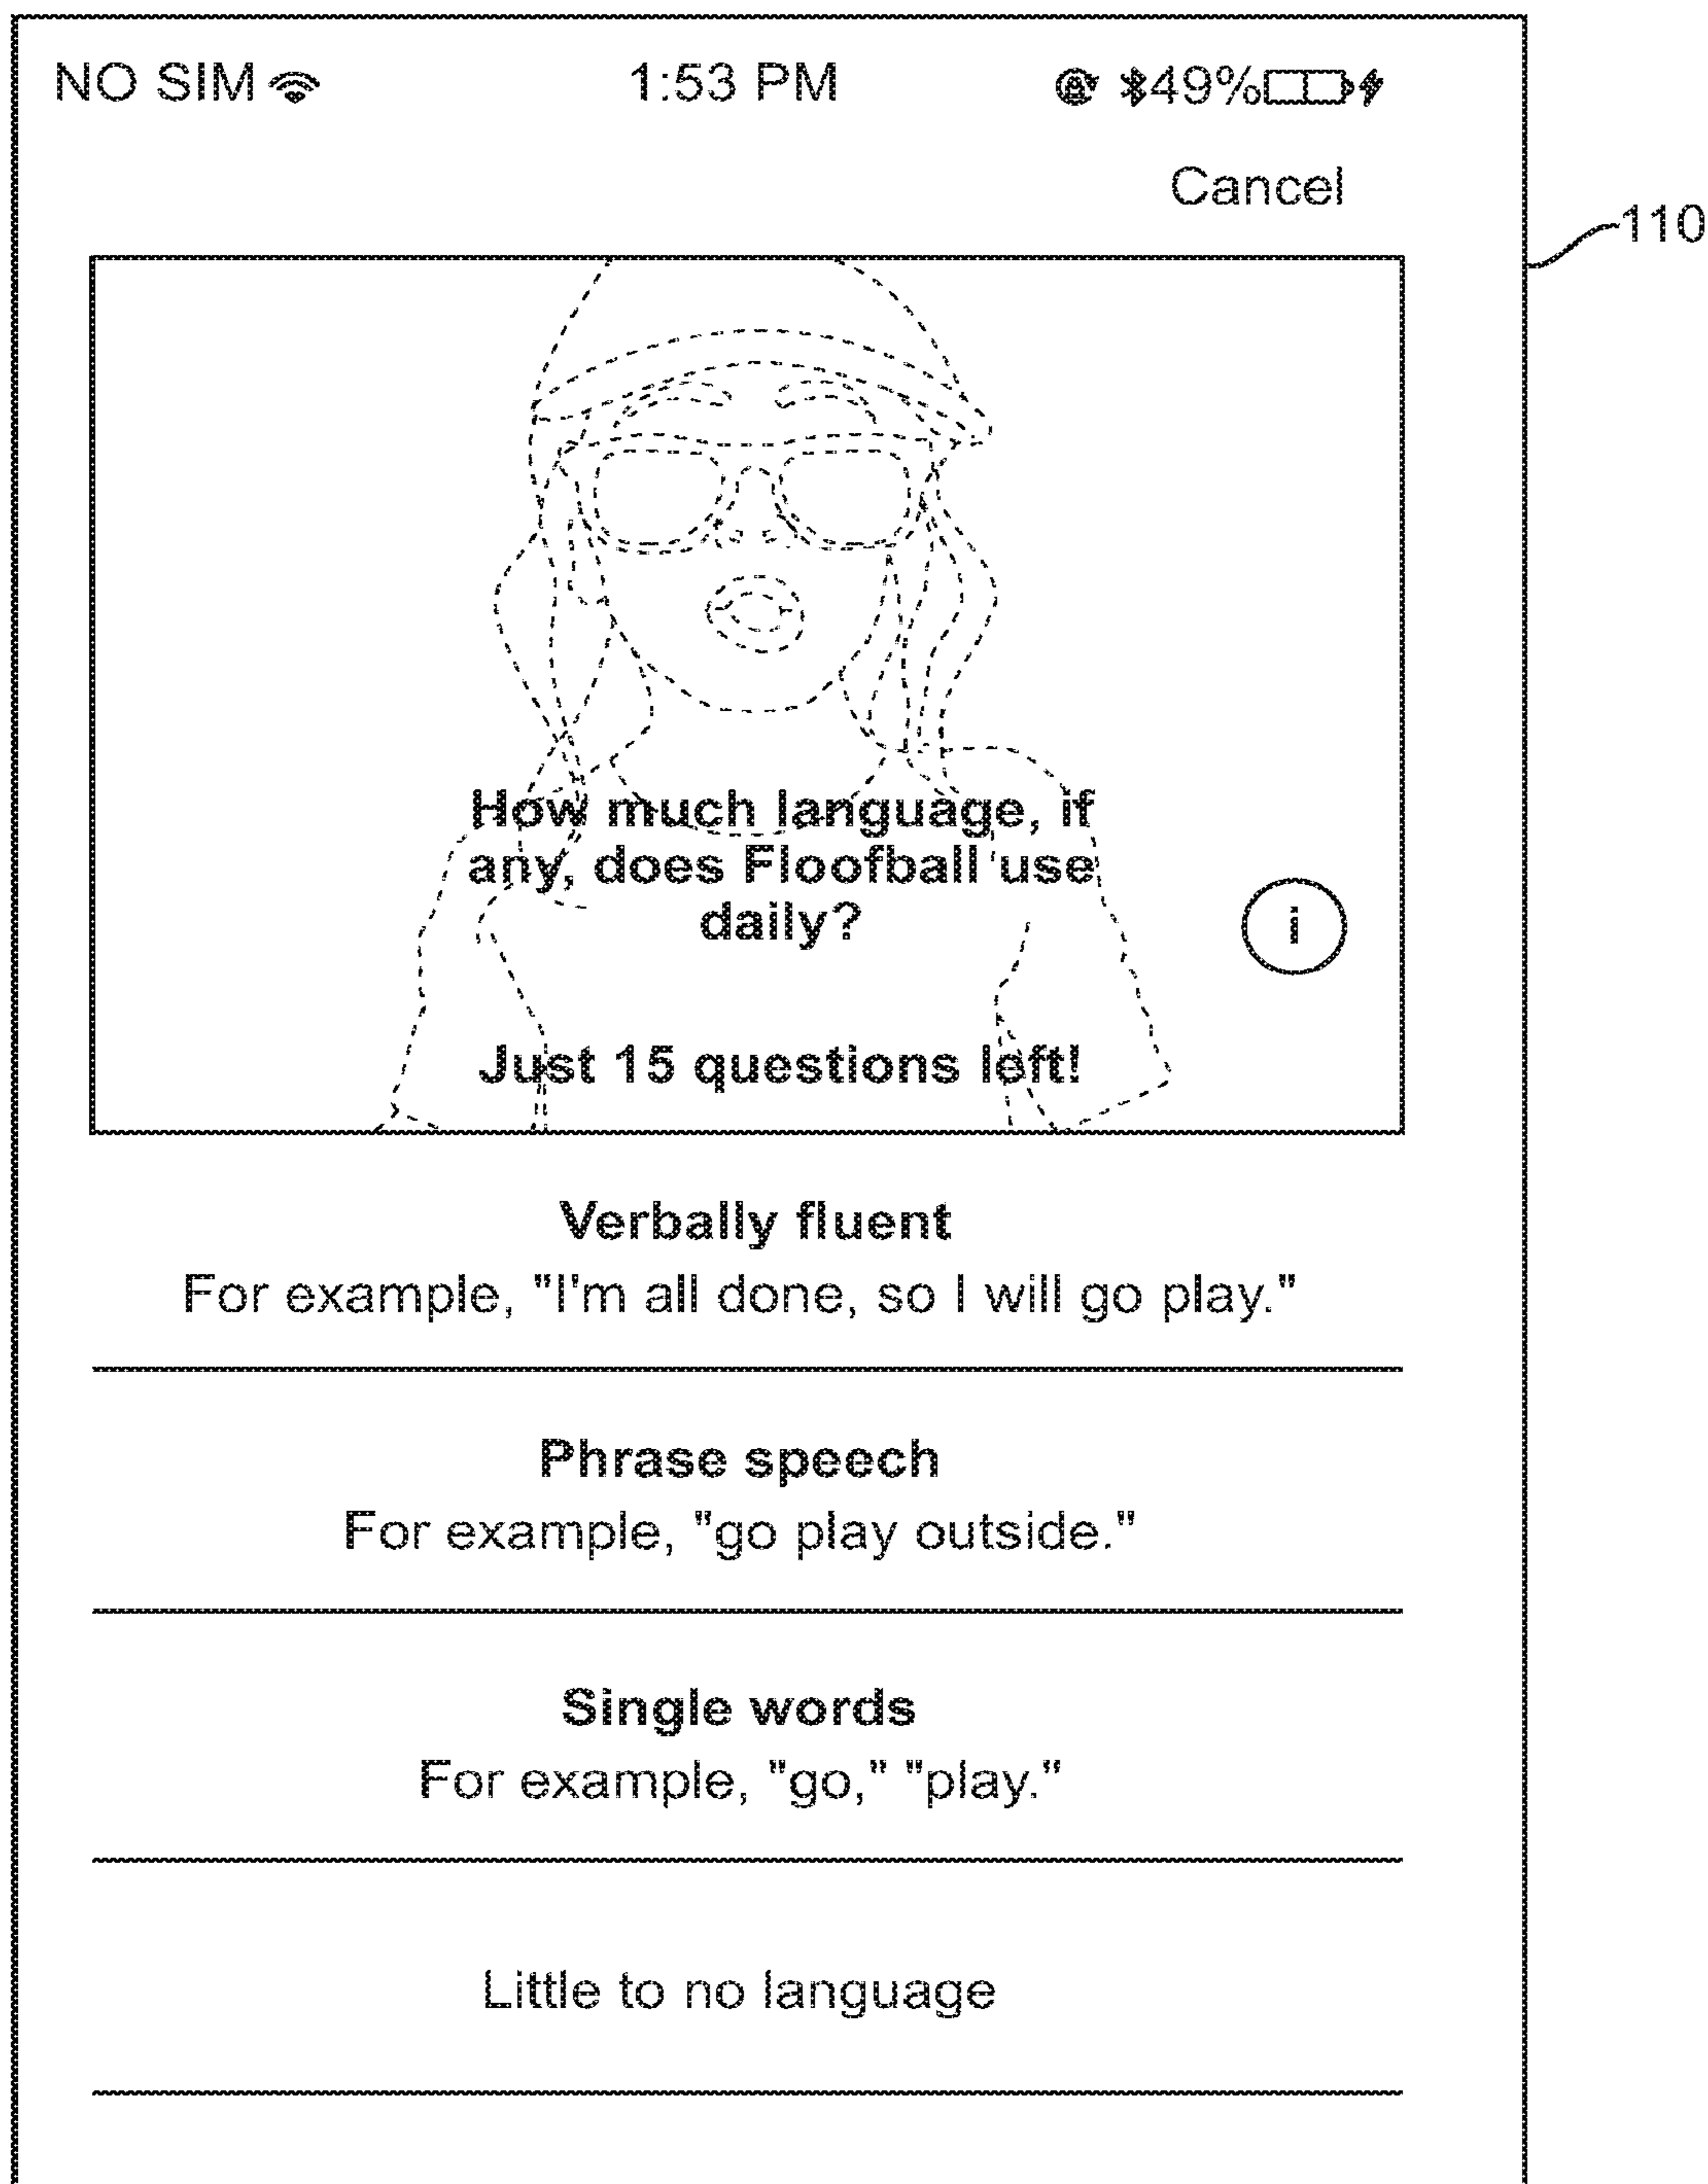 NO SIM 1:53 PM 49%
Cancel
110
How much language, if
any, does Floofball use
daily?
i
Just 15 questions left!
Verbally fluent
For example, "I'm all done, so I will go play."
Phrase speech
For example, "go play outside."
Single words
For example, "go," "play."
Little to no language